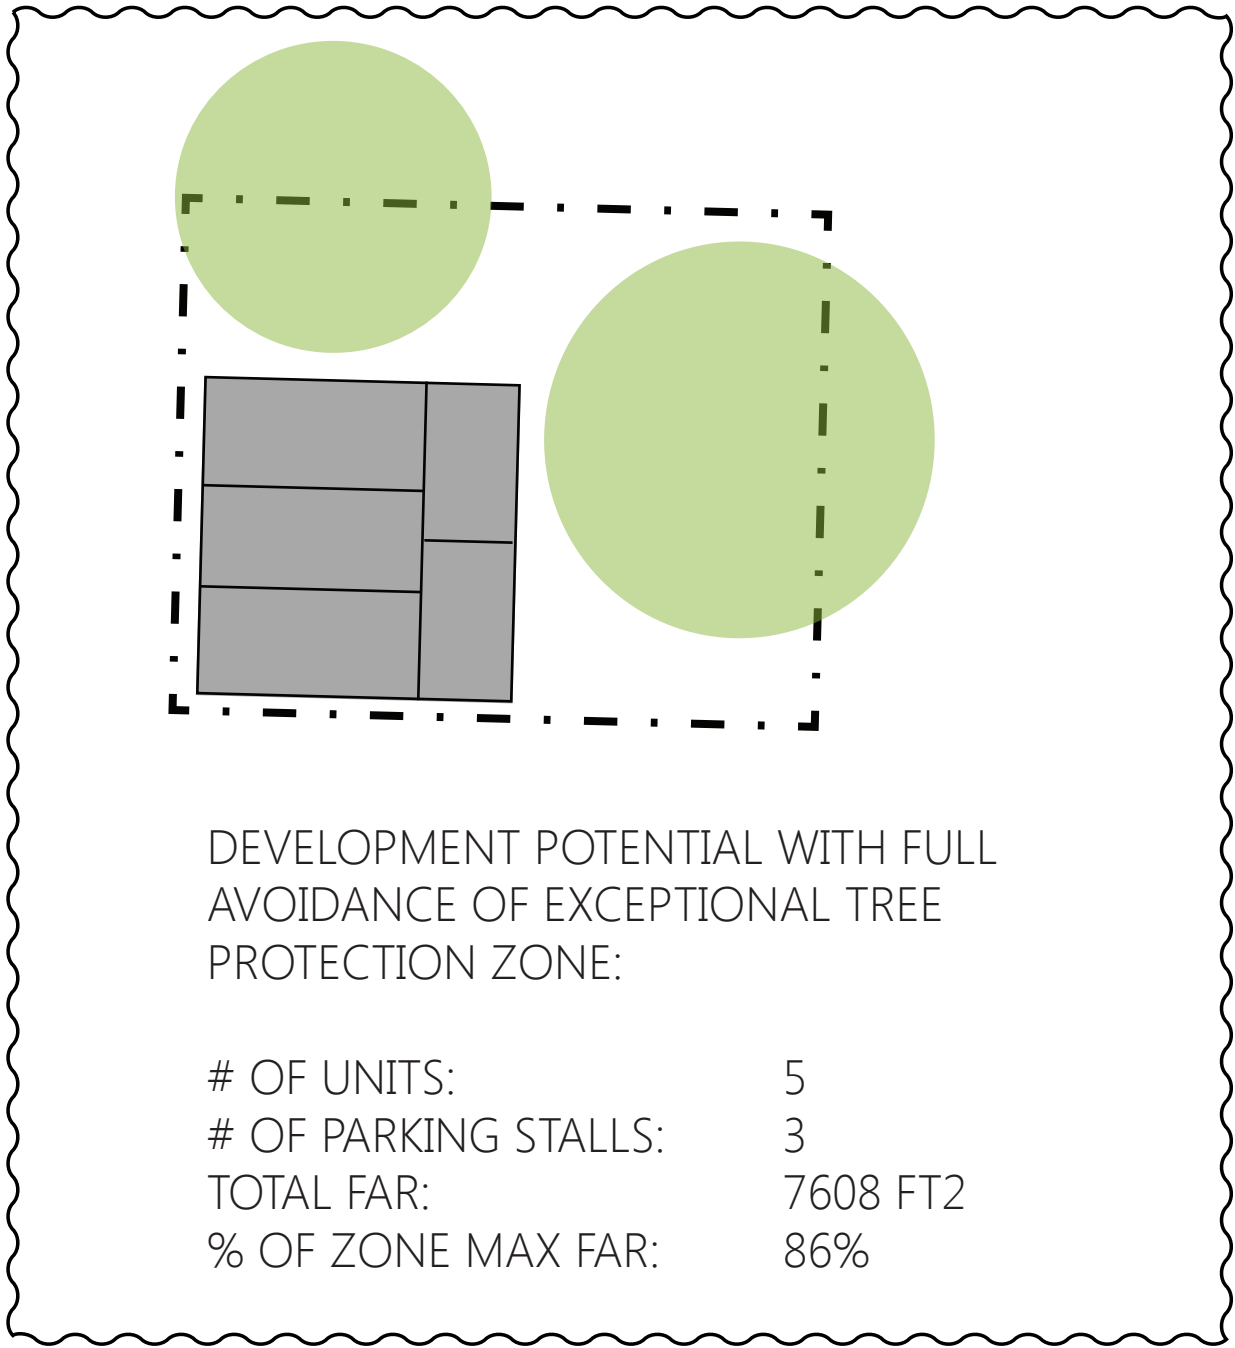 DEVELOPMENT POTENTIAL WITH FULL
AVOIDANCE OF EXCEPTIONAL TREE
PROTECTION ZONE:
# OF UNITS: 5
# OF PARKING STALLS: 3
TOTAL FAR: 7608 FT2
% OF ZONE MAX FAR: 86%